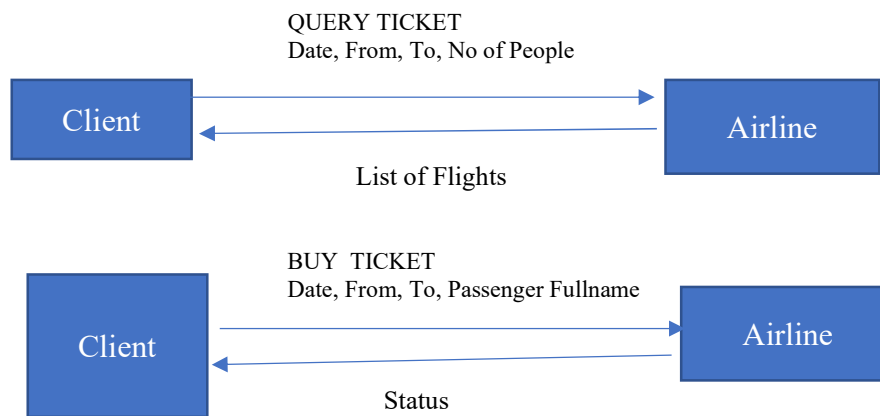 QUERY TICKET
Date, From, To, No of People
Client
Airline
List of Flights
BUY  TICKET
Date, From, To, Passenger Fullname
Client
Airline
Status